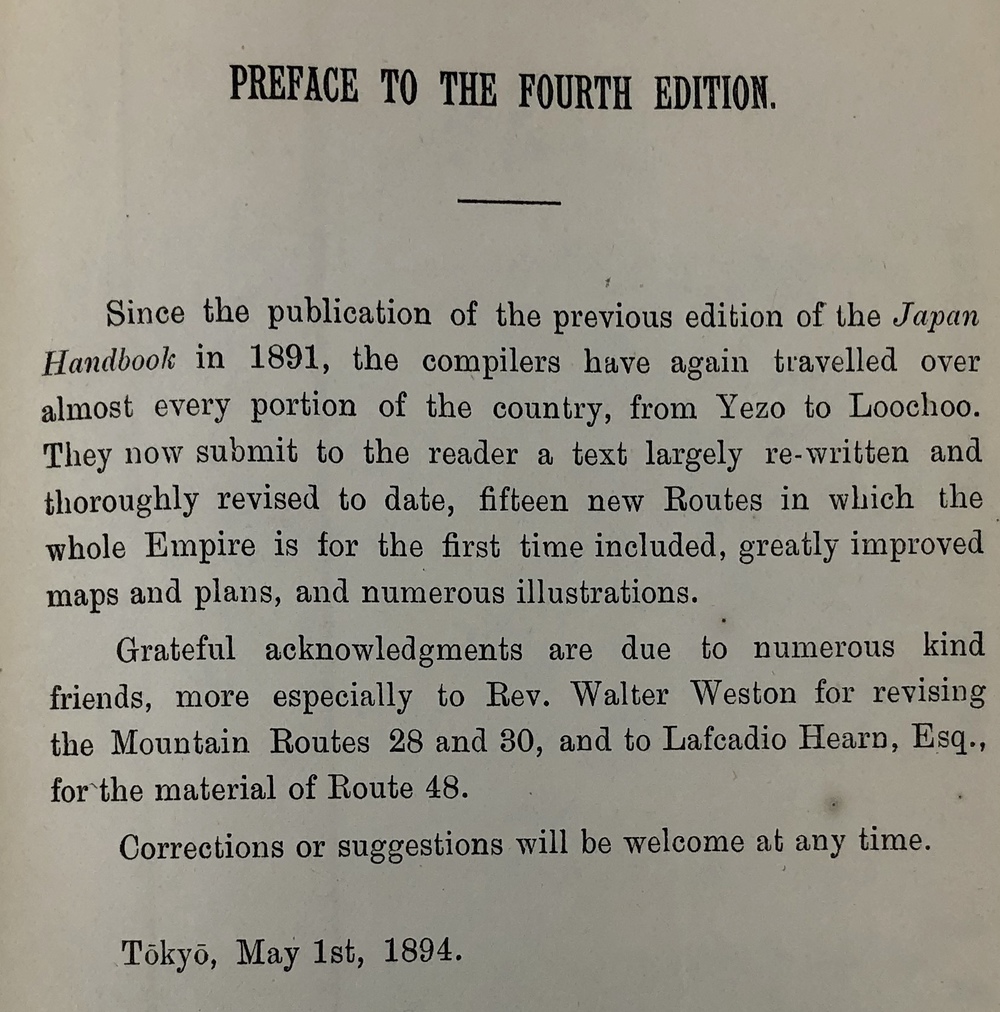 PREFACE TO THE FOURTH EDITION.
Since the publication of the previous edition of the Japan
Handbook in 1891, the compilers have again travelled over
almost every portion of the country, from Yezo to Loochoo.
They now submit to the reader a text largely re-written and
thoroughly revised to date, fifteen new Routes in which the
whole Empire is for the first time included, greatly improved
maps and plans, and numerous illustrations.
Grateful acknowledgments are due to numerous kind
friends, more especially to Rev. Walter Weston for revising
the Mountain Routes 28 and 30, and to Lafcadio Hearn, Esq.,
for the material of Route 48.
Corrections or suggestions will be welcome at any time.
Tōkyō, May 1st, 1894.